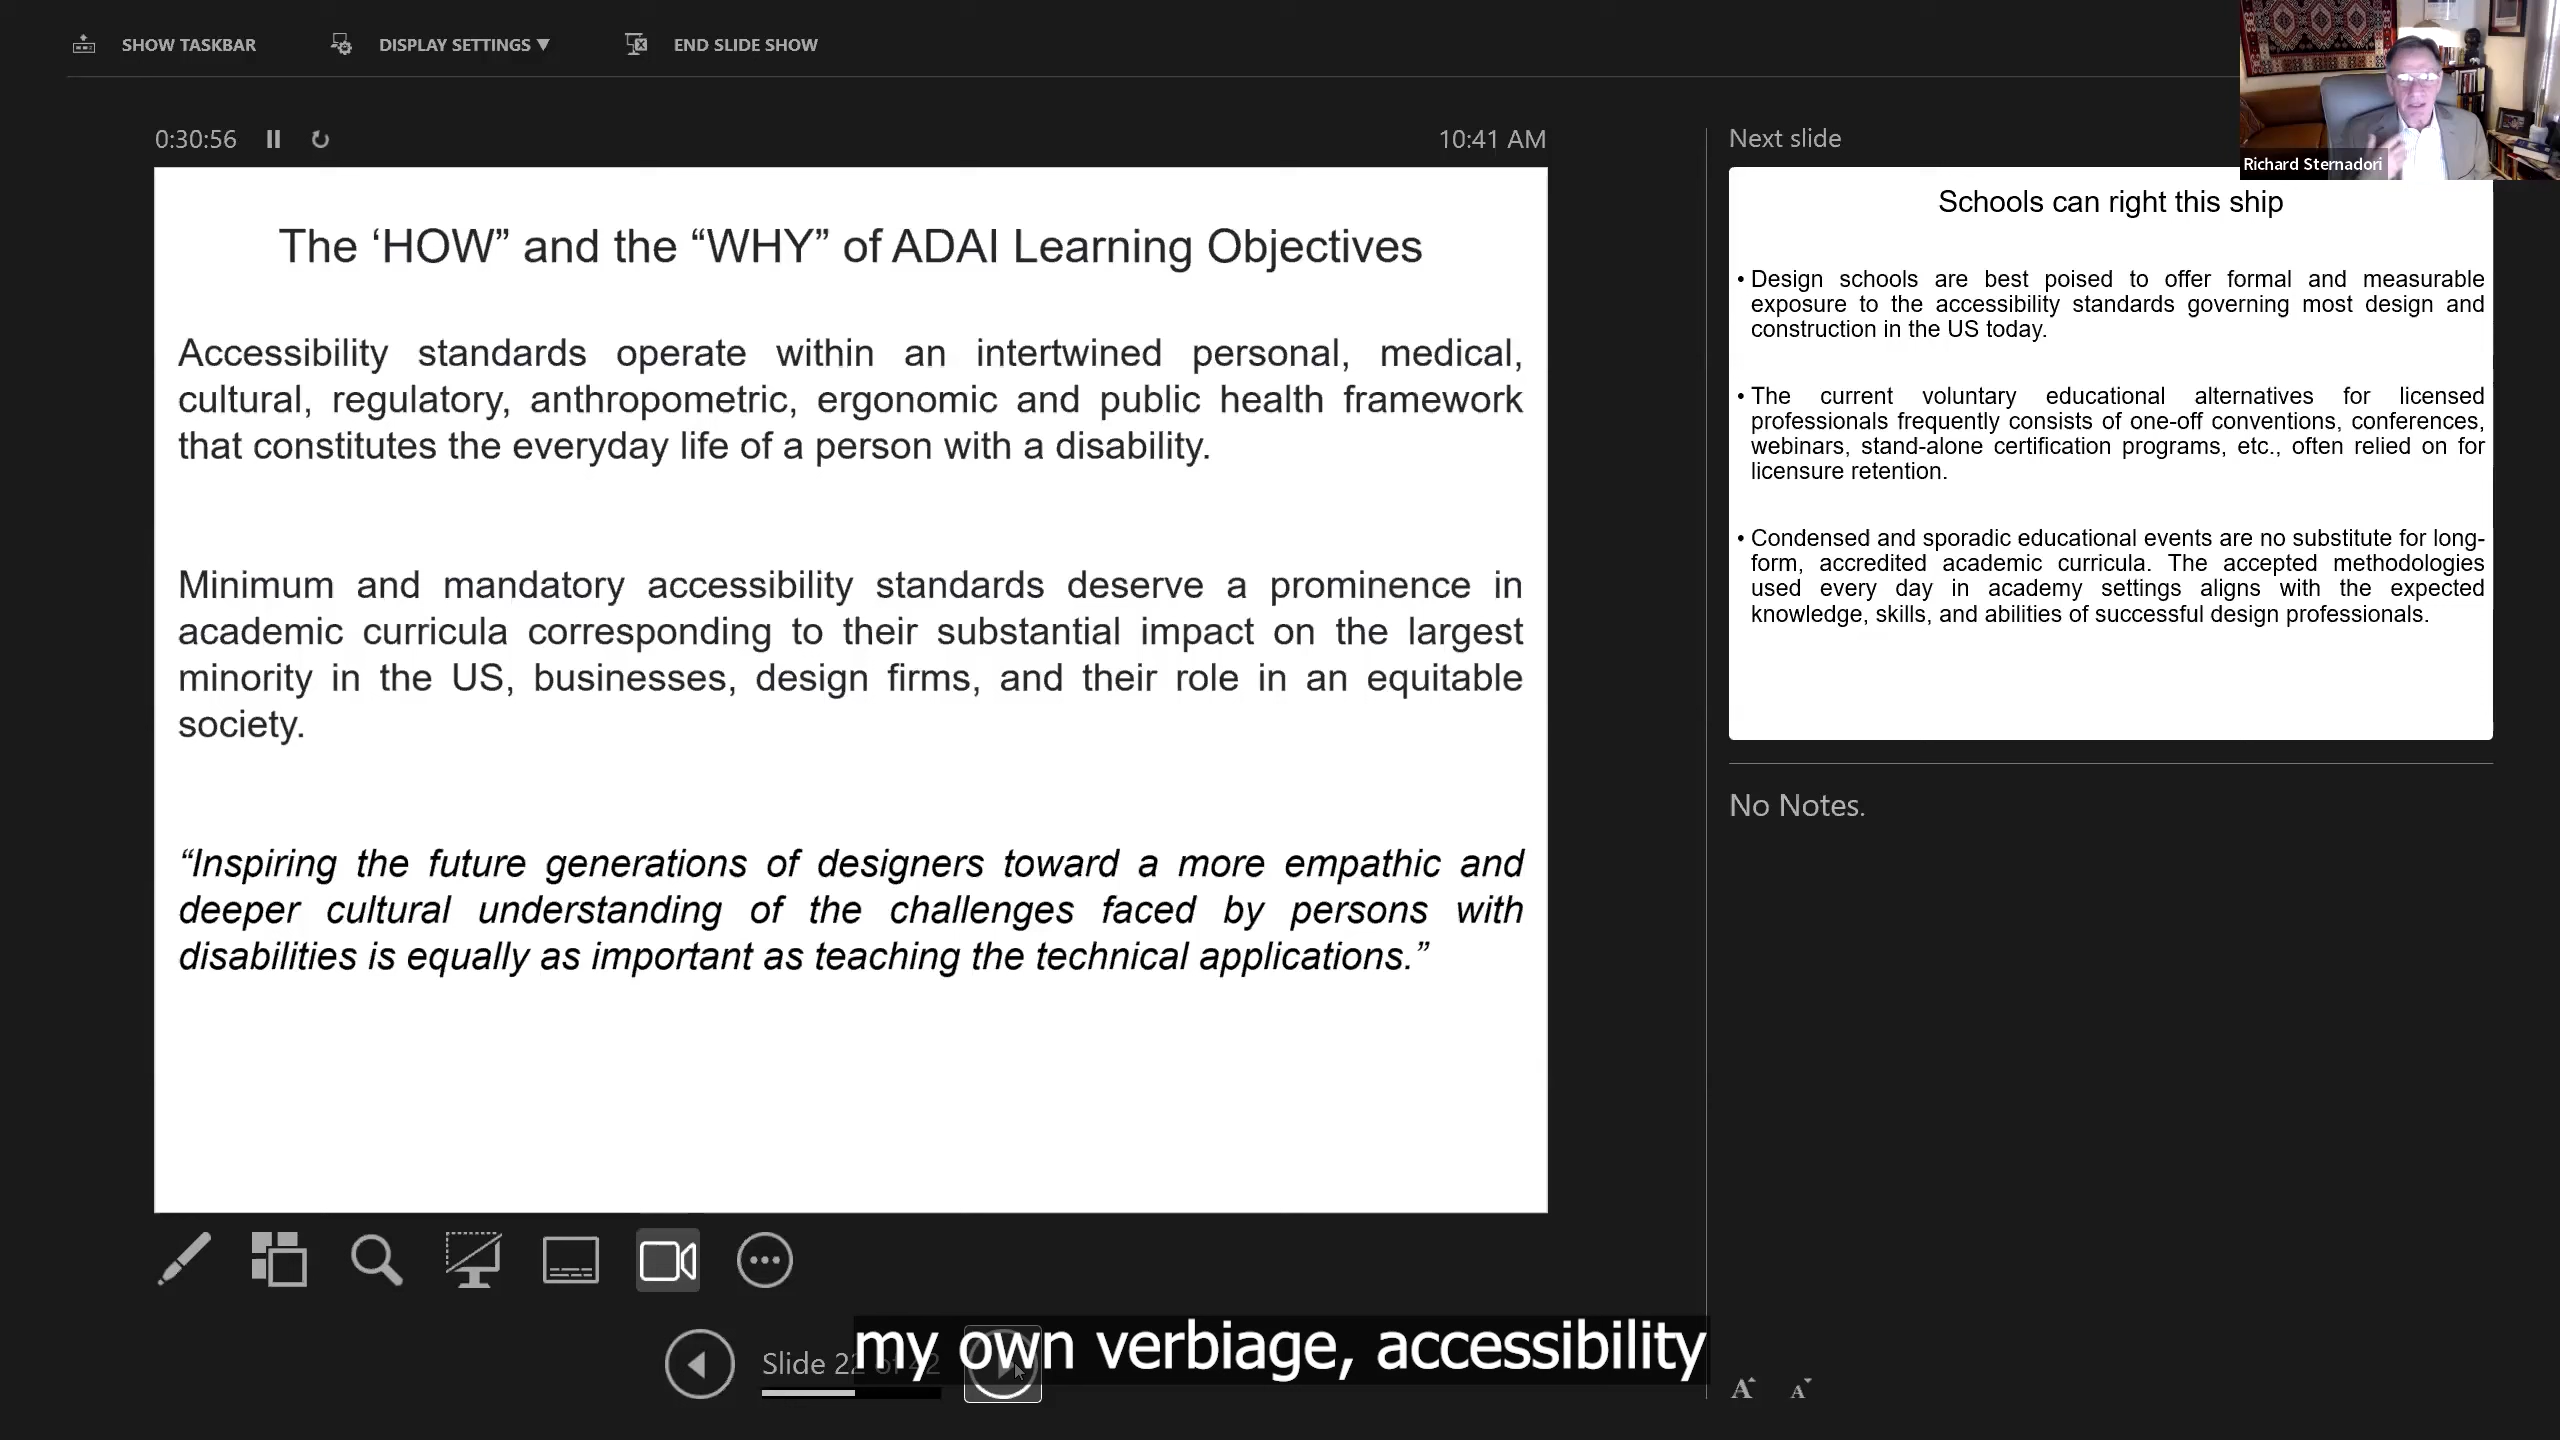 SHOW TASKBAR
DISPLAY SETTINGS ▼
END SLIDE SHOW
0:30:56
10:41 AM
The ‘HOW” and the “WHY” of ADAI Learning Objectives
Accessibility standards operate within an intertwined personal, medical,
cultural, regulatory, anthropometric, ergonomic and public health framework
that constitutes the everyday life of a person with a disability.
Minimum and mandatory accessibility standards deserve a prominence in
academic curricula corresponding to their substantial impact on the largest
minority in the US, businesses, design firms, and their role in an equitable
society.
“Inspiring the future generations of designers toward a more empathic and
deeper cultural understanding of the challenges faced by persons with
disabilities is equally as important as teaching the technical applications.”
Slide 22 of 42
my own verbiage, accessibility
Next slide
Richard Sternadori
Schools can right this ship
• Design schools are best poised to offer formal and measurable
exposure to the accessibility standards governing most design and
construction in the US today.
• The current voluntary educational alternatives for licensed
professionals frequently consists of one-off conventions, conferences,
webinars, stand-alone certification programs, etc., often relied on for
licensure retention.
• Condensed and sporadic educational events are no substitute for long-
form, accredited academic curricula. The accepted methodologies
used every day in academy settings aligns with the expected
knowledge, skills, and abilities of successful design professionals.
No Notes.
A A